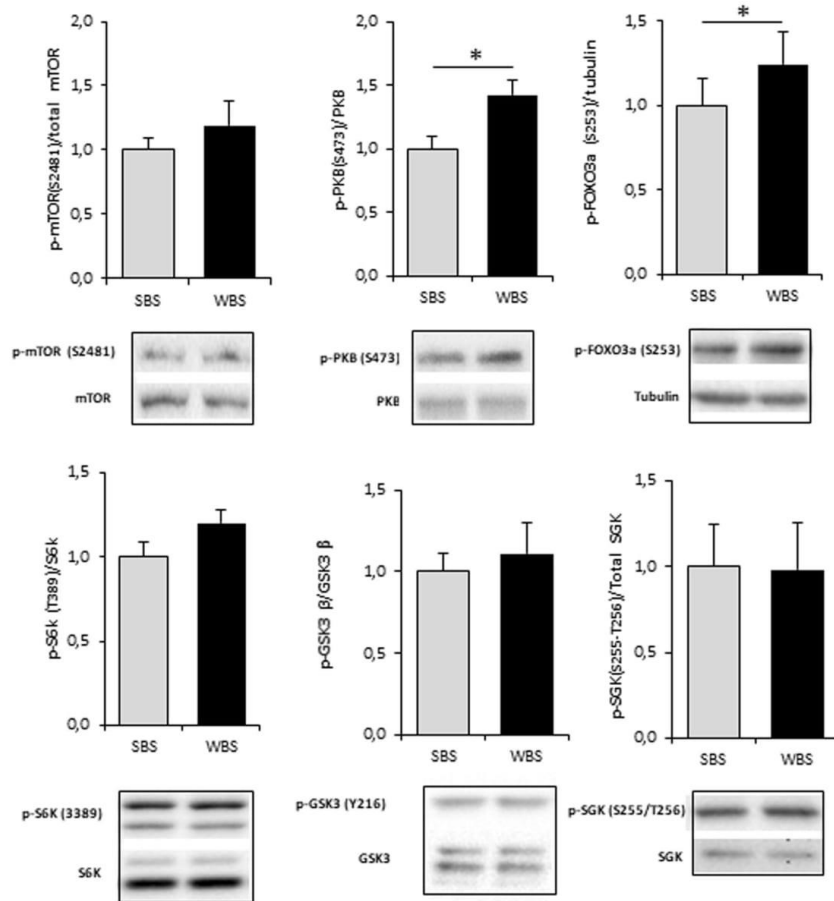 p-mTOR(S2481)/total mTOR
2,0
1,5
1,0
0,5
0,0
SBS WBS
p-PKB(S473)/PKB
2,0
1,5
1,0
0,5
0,0
*
SBS WBS
p-FOXO3a (S253)/tubulin
1,5
1,0
0,5
0,0
*
SBS WBS
p-mTOR (S2481)
mTOR
p-PKB (S473)
PKB
p-FOXO3a (S253)
Tubulin
p-S6k (T389)/S6k
1,5
1,0
0,5
0,0
SBS WBS
p-GSK3 β/GSK3 β
1,5
1,0
0,5
0,0
SBS WBS
p-SGK(S255-T256)/Total SGK
1,5
1,0
0,5
0,0
SBS WBS
p-S6K (3389)
S6K
p-GSK3 (Y216)
GSK3
p-SGK (S255/T256)
SGK